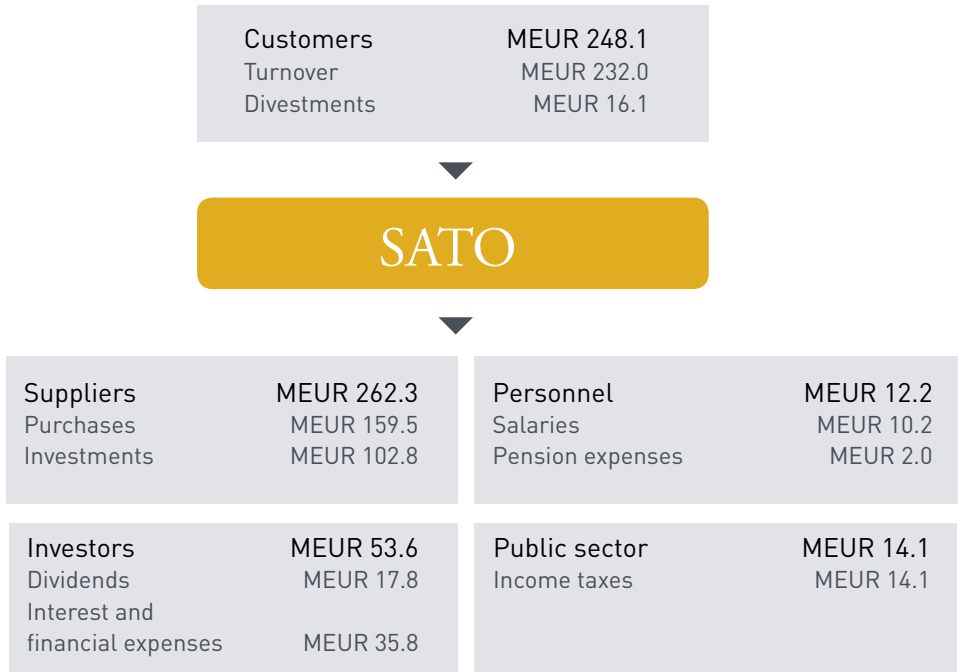 Customers MEUR 248.1
Turnover MEUR 232.0
Divestments MEUR 16.1
SATO
Suppliers MEUR 262.3
Purchases MEUR 159.5
Investments MEUR 102.8
Personnel MEUR 12.2
Salaries MEUR 10.2
Pension expenses MEUR 2.0
Investors MEUR 53.6
Dividends MEUR 17.8
Interest and
financial expenses MEUR 35.8
Public sector MEUR 14.1
Income taxes MEUR 14.1